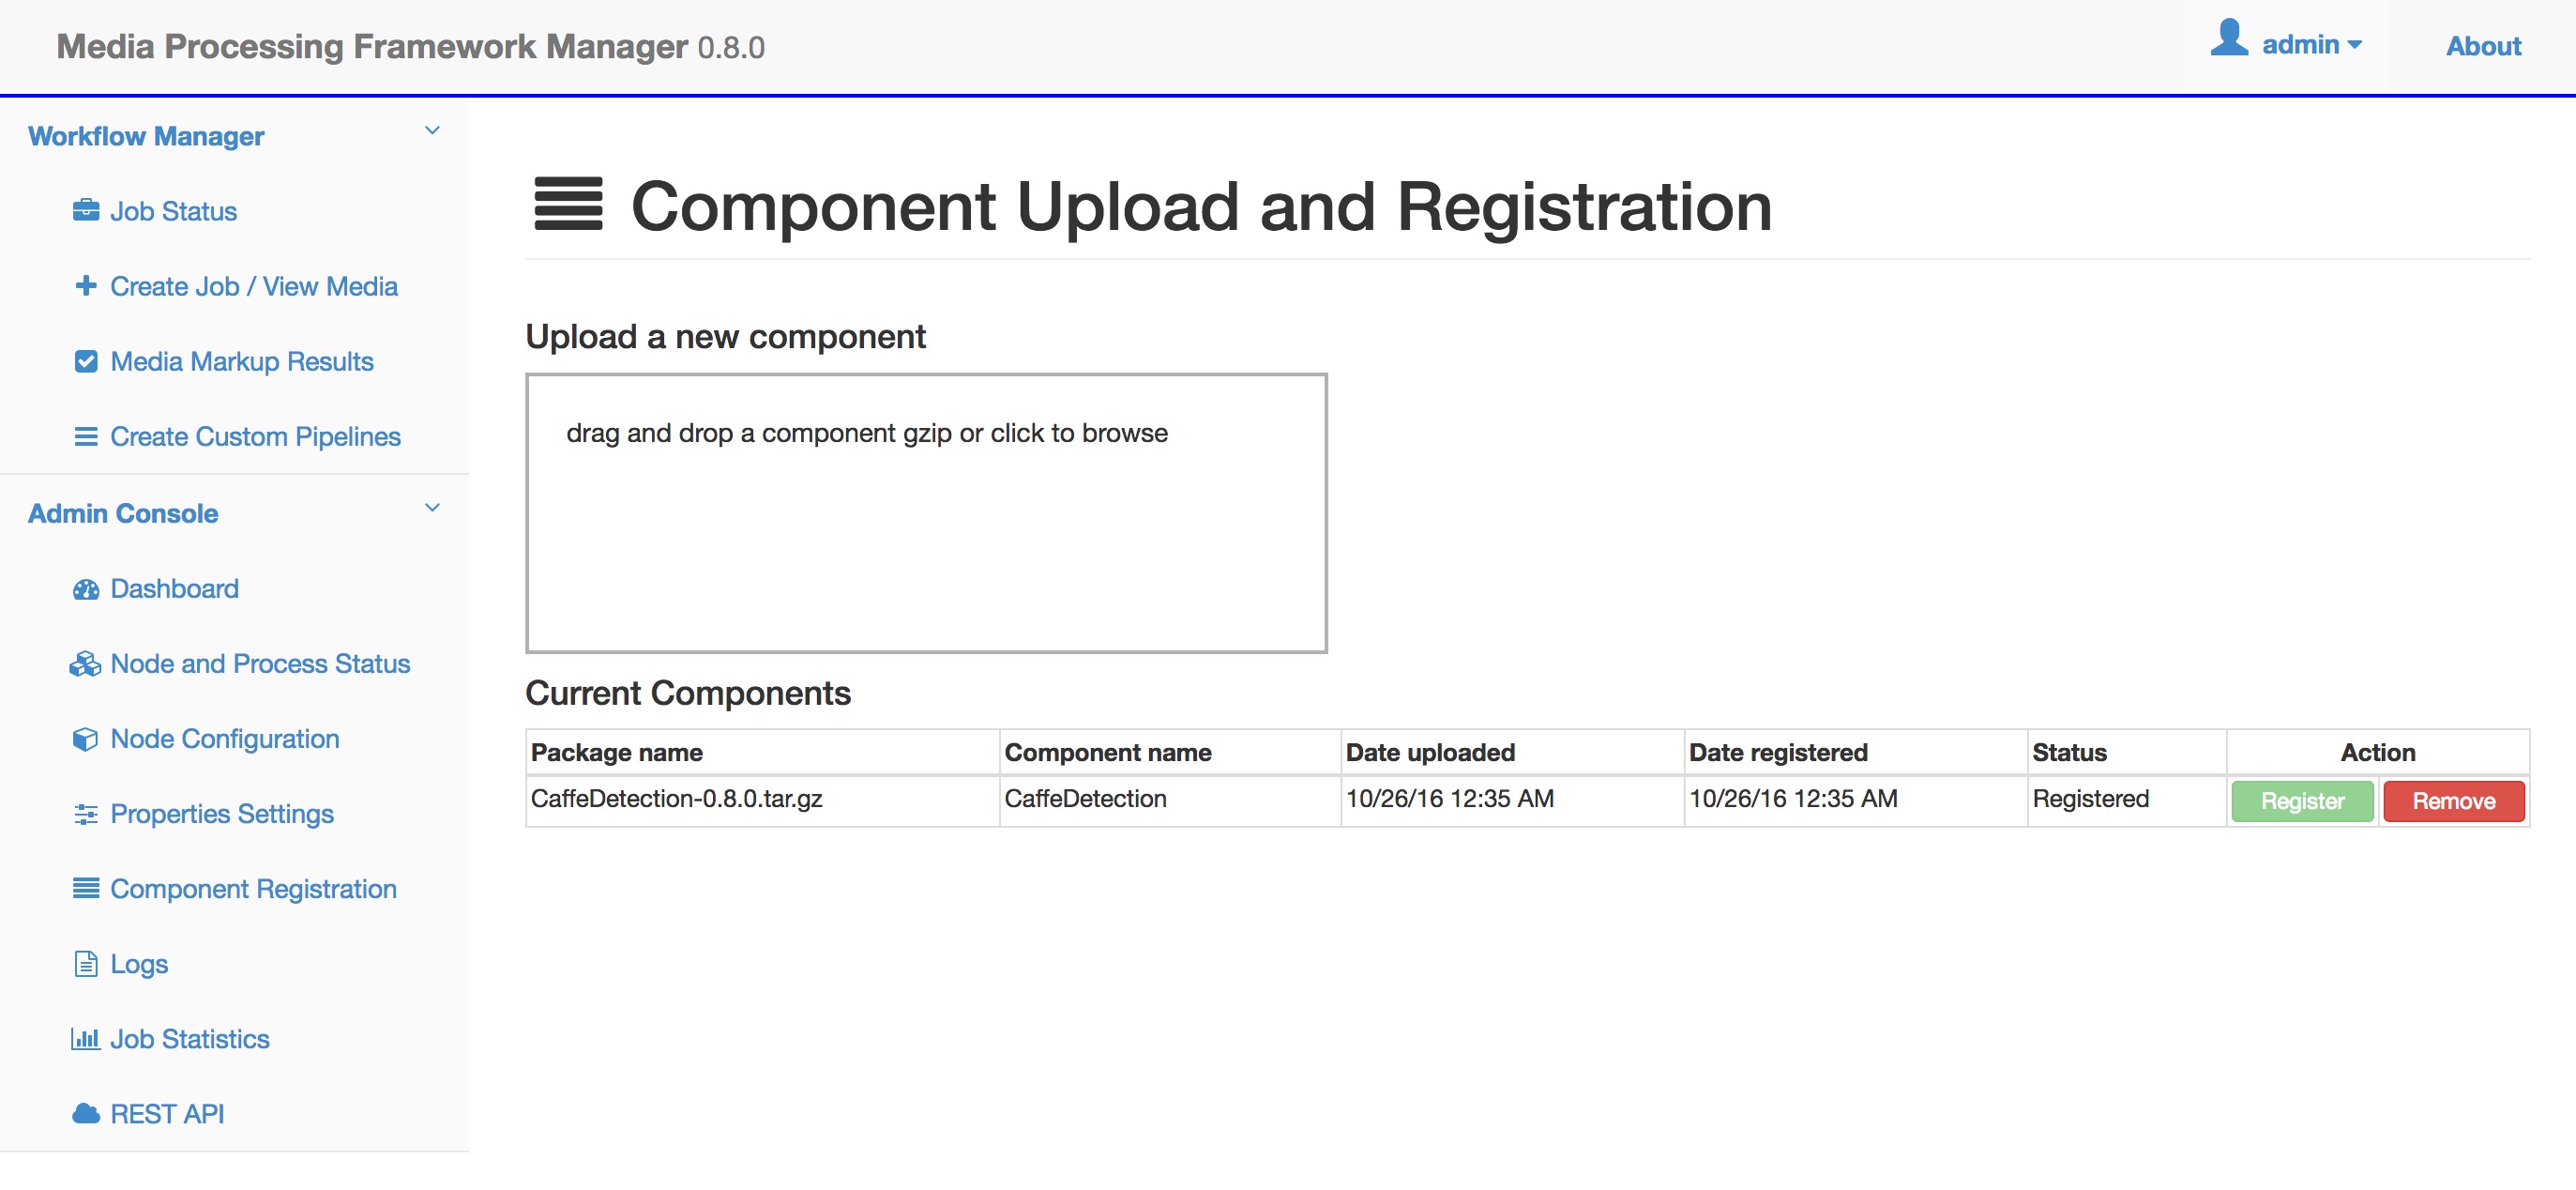 Media Processing Framework Manager 0.8.0
admin
About
Workflow Manager
Job Status
Create Job / View Media
Media Markup Results
Create Custom Pipelines
Admin Console
Dashboard
Node and Process Status
Node Configuration
Properties Settings
Component Registration
Logs
Job Statistics
REST API
Component Upload and Registration
Upload a new component
drag and drop a component gzip or click to browse
Current Components
Package name Component name Date uploaded Date registered Status Action
CaffeDetection-0.8.0.tar.gz CaffeDetection 10/26/16 12:35 AM 10/26/16 12:35 AM Registered Register Remove